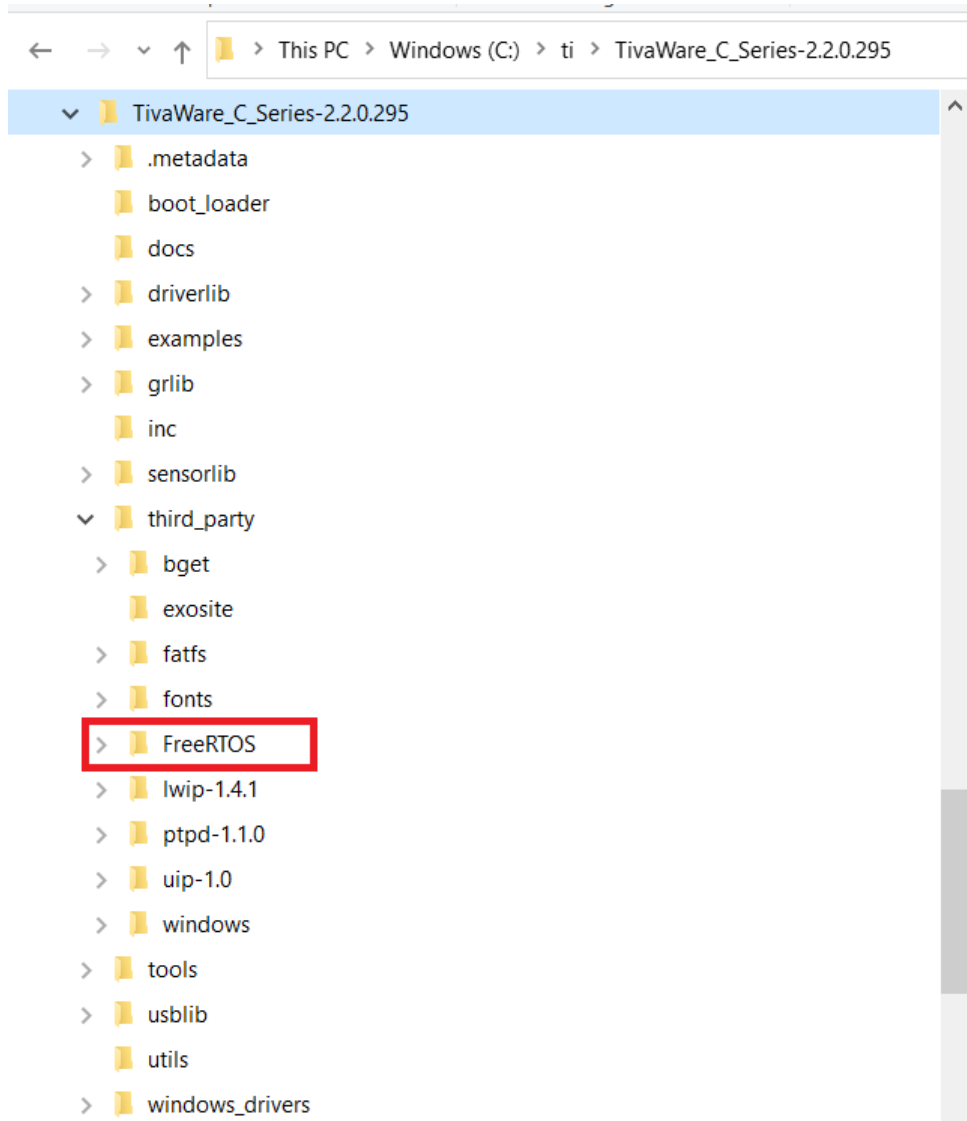 This PC > Windows (C:) > ti > TivaWare_C_Series-2.2.0.295
TivaWare_C_Series-2.2.0.295
.metadata
boot_loader
docs
driverlib
examples
grlib
inc
sensorlib
third_party
bget
exosite
fatfs
fonts
FreeRTOS
lwip-1.4.1
ptpd-1.1.0
uip-1.0
windows
tools
usblib
utils
windows_drivers